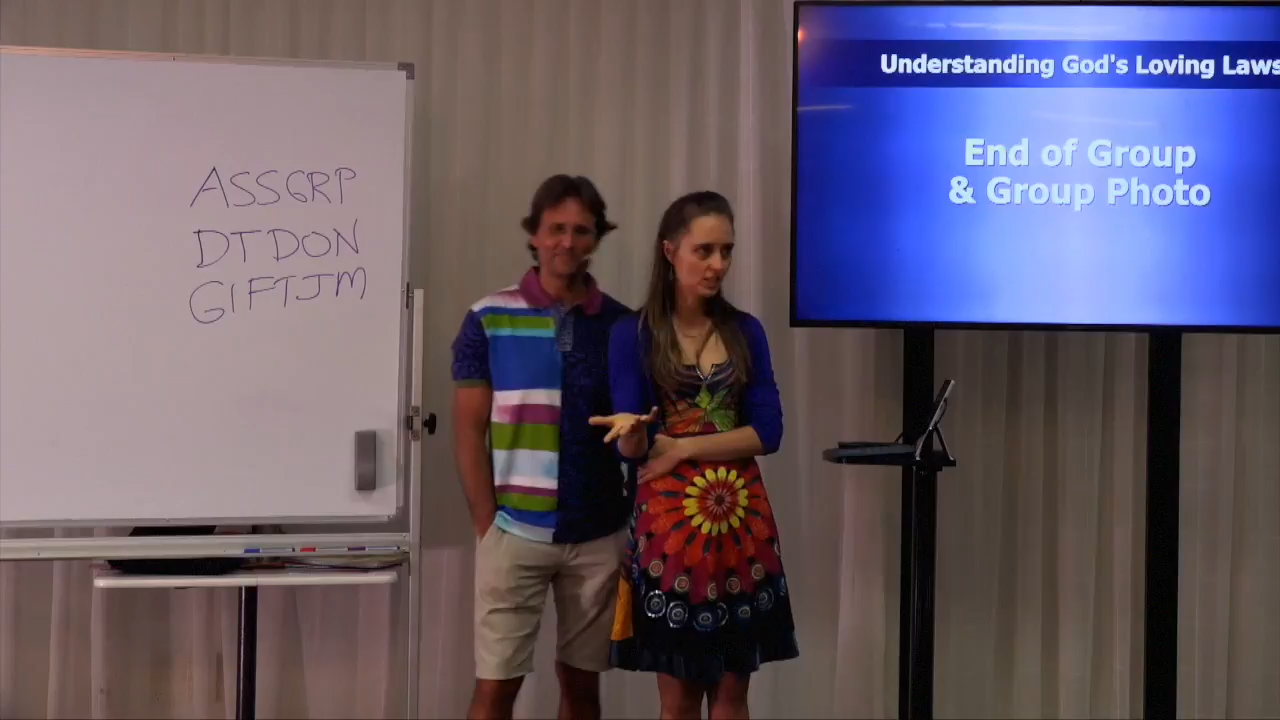 ASSGRP
DTDON
GIFTJM
Understanding God's Loving Laws
End of Group
& Group Photo